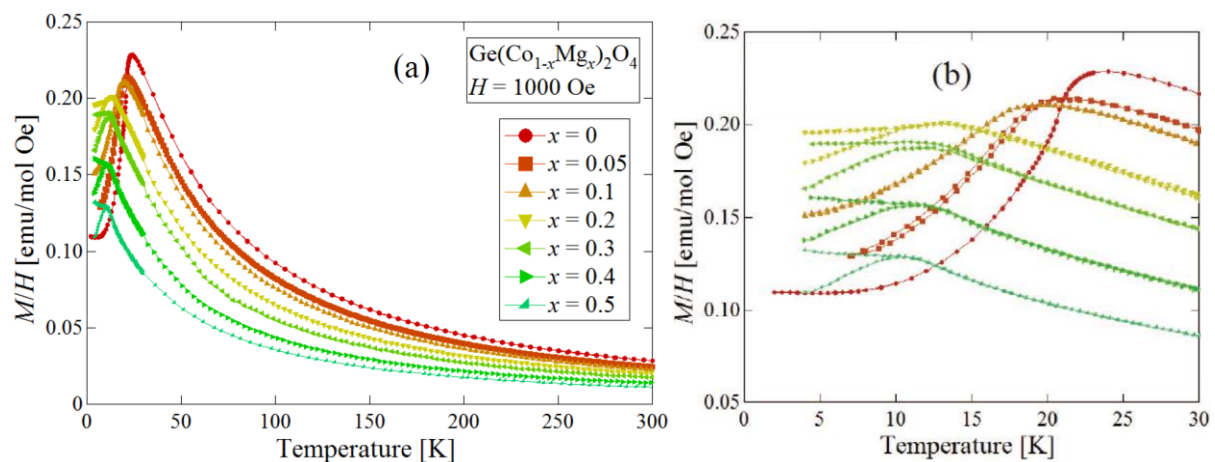 0.25
0.20
0.15
0.10
0.05
0
M/H [emu/mol Oe]
(a)
Ge(Co1-xMgx)2O4
H = 1000 Oe
x = 0
x = 0.05
x = 0.1
x = 0.2
x = 0.3
x = 0.4
x = 0.5
0 50 100 150 200 250 300
Temperature [K]
0.25
0.20
0.15
0.10
0.05
M/H [emu/mol Oe]
(b)
0 5 10 15 20 25 30
Temperature [K]